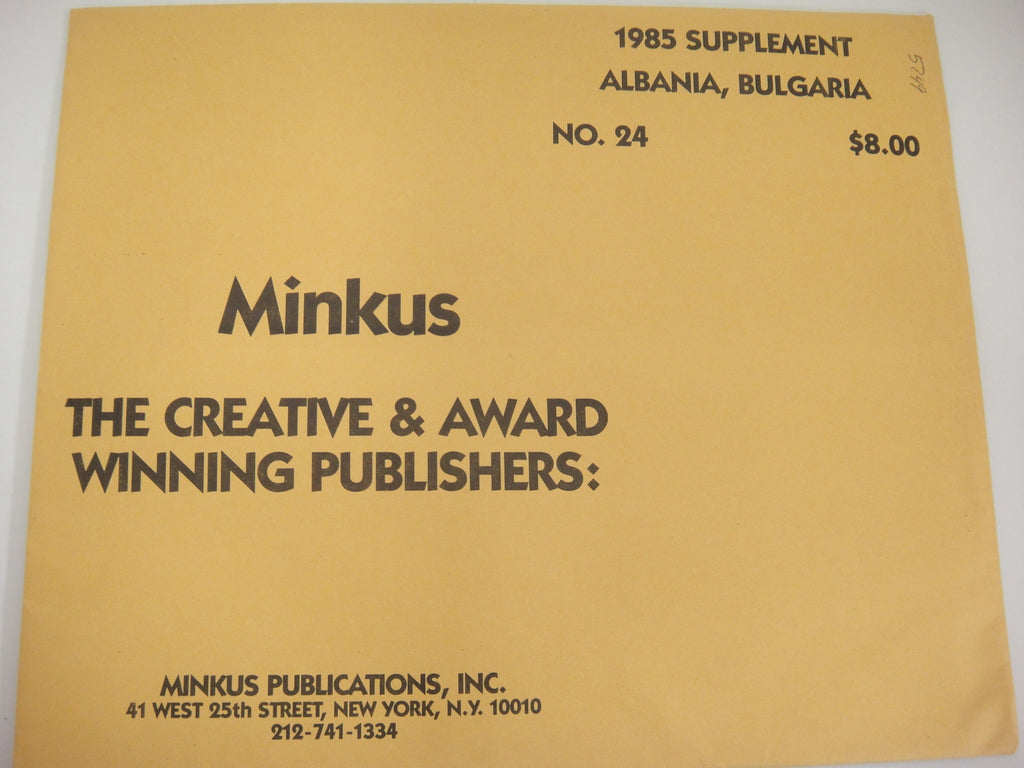 1985 SUPPLEMENT
ALBANIA, BULGARIA
NO. 24 $8.00
5749
Minkus
THE CREATIVE & AWARD
WINNING PUBLISHERS:
MINKUS PUBLICATIONS, INC.
41 WEST 25th STREET, NEW YORK, N.Y. 10010
212-741-1334